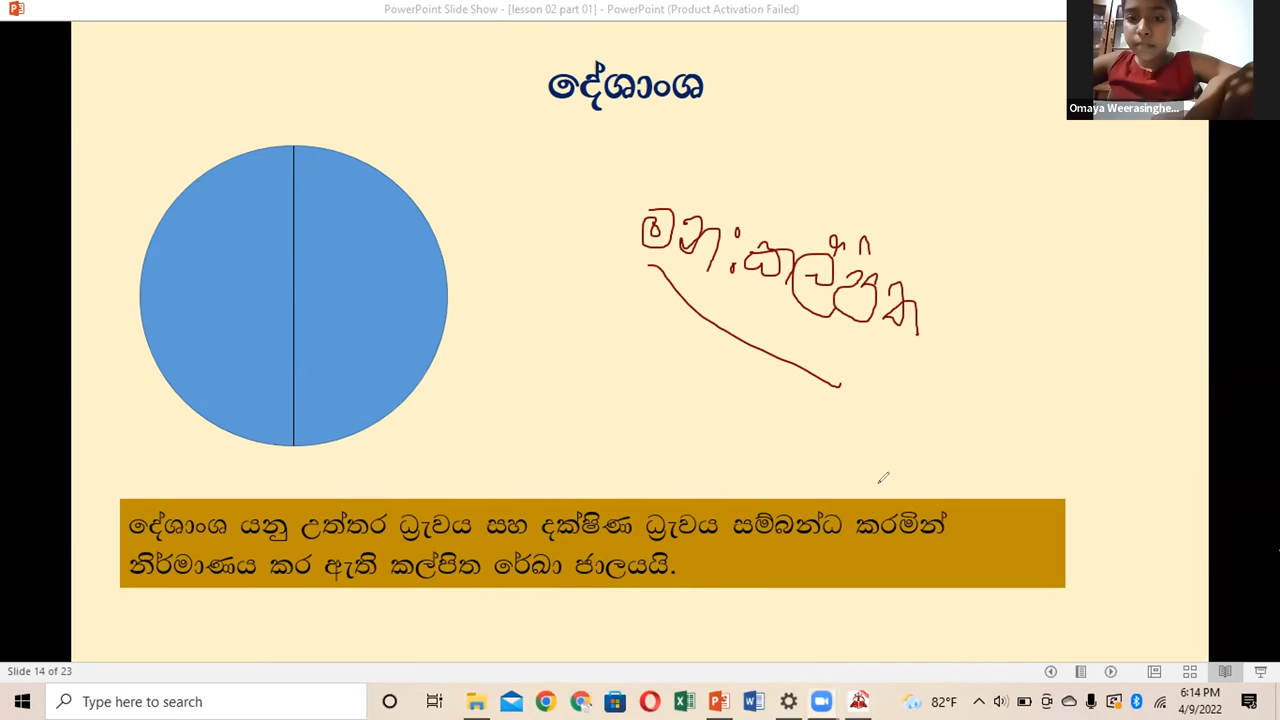 PowerPoint Slide Show - [lesson 02 part 01] - PowerPoint (Product Activation Failed)
Omaya Weerasinghe...
දේශාංශ
මනඃකල්පිත
දේශාංශ යනු උත්තර ධ්‍රැවය සහ දක්ෂිණ ධ්‍රැවය සම්බන්ධ කරමින්
නිර්මාණය කර ඇති කල්පිත රේඛා ජාලයයි.
Slide 14 of 23
Type here to search
82°F
6:14 PM
4/9/2022